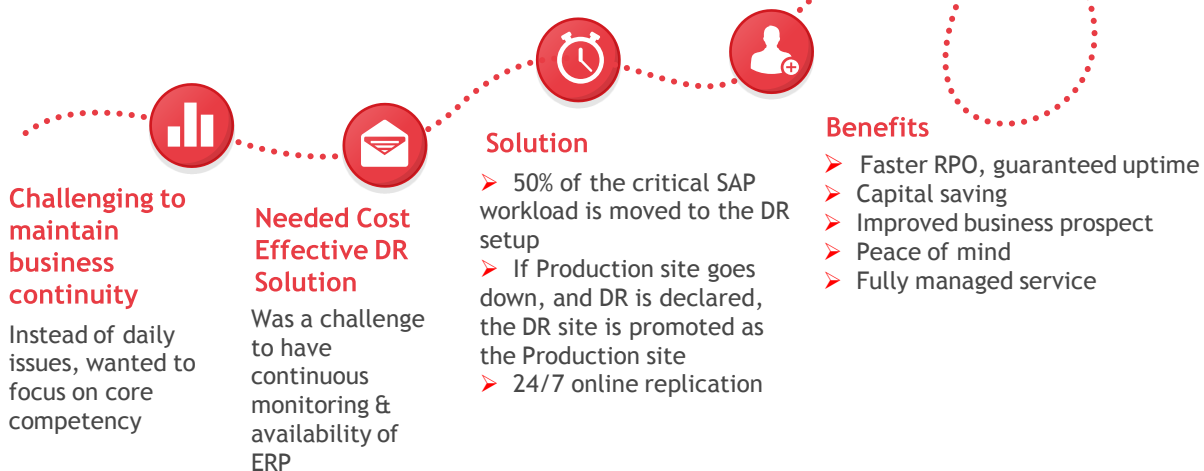 Challenging to
maintain
business
continuity
Instead of daily
issues, wanted to
focus on core
competency
Needed Cost
Effective DR
Solution
Was a challenge
to have
continuous
monitoring &
availability of
ERP
Solution
➢ 50% of the critical SAP
workload is moved to the DR
setup
➢ If Production site goes
down, and DR is declared,
the DR site is promoted as
the Production site
➢ 24/7 online replication
Benefits
➢ Faster RPO, guaranteed uptime
➢ Capital saving
➢ Improved business prospect
➢ Peace of mind
➢ Fully managed service